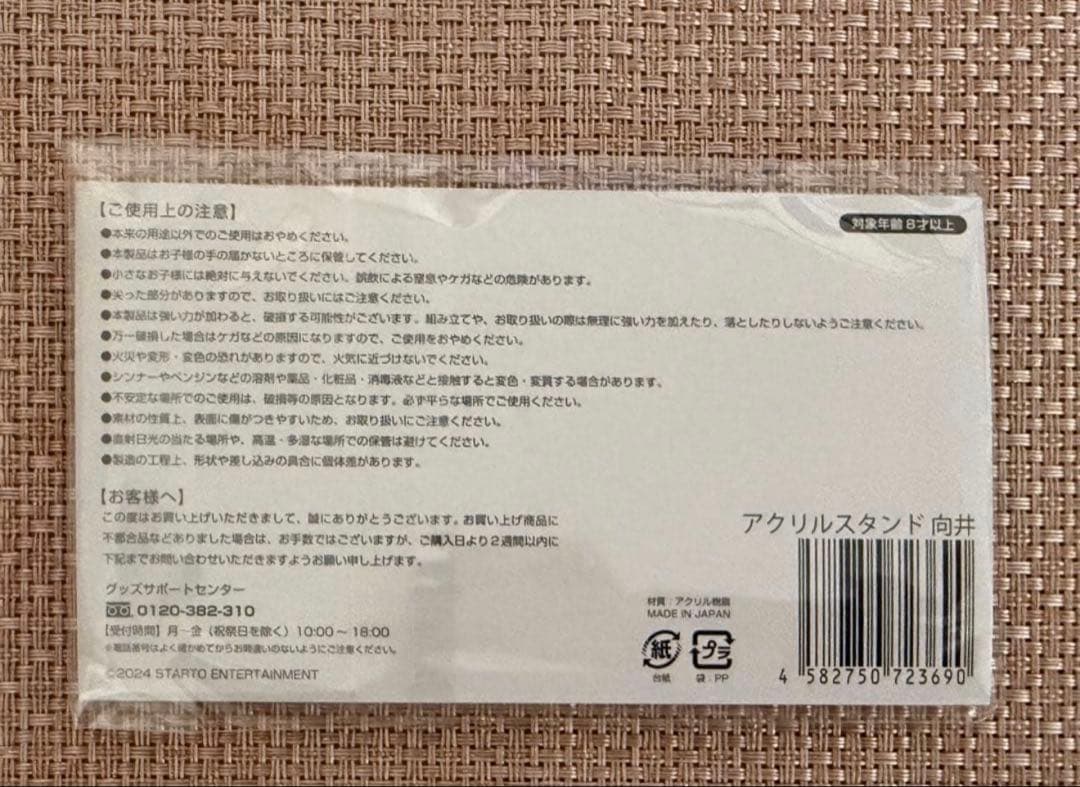 【ご使用上の注意】
対象年齢8才以上
●本来の用途以外でのご使用はおやめください。
●本製品はお子様の手の届かないところに保管してください。
●小さなお子様には絶対に与えないでください。誤飲による窒息やケガなどの危険があります。
●尖った部分がありますので、お取り扱いにはご注意ください。
●本製品は強い力が加わると、破損する可能性がございます。組み立てや、お取り扱いの際は無理に強い力を加えたり、落としたりしないようご注意ください。
●万一破損した場合はケガなどの原因になりますので、ご使用をおやめください。
●火災や変形・変色の恐れがありますので、火気に近づけないでください。
●シンナーやベンジンなどの溶剤や薬品・化粧品・消毒液などと接触すると変色・変質する場合があります。
●不安定な場所でのご使用は、破損等の原因となります。必ず平らな場所でご使用ください。
●素材の性質上、表面に傷がつきやすいため、お取り扱いにご注意ください。
●直射日光の当たる場所や、高温・多湿な場所での保管は避けてください。
●製造の工程上、形状や差し込みの具合に個体差があります。
【お客様へ】
この度はお買い上げいただきまして、誠にありがとうございます。お買い上げ商品に
不都合品などありました場合は、お手数ではございますが、ご購入日より2週間以内に
下記までお問い合わせいただきますようお願い申し上げます。
グッズサポートセンター
0120-382-310
【受付時間】月―金（祝祭日を除く）10:00～18:00
※電話番号はよく確かめてからお間違いのないようにご注意ください。
©2024 STARTO ENTERTAINMENT
材質：アクリル樹脂
MADE IN JAPAN
紙
プラ
台紙
袋：PP
アクリルスタンド 向井
4 582750 723690